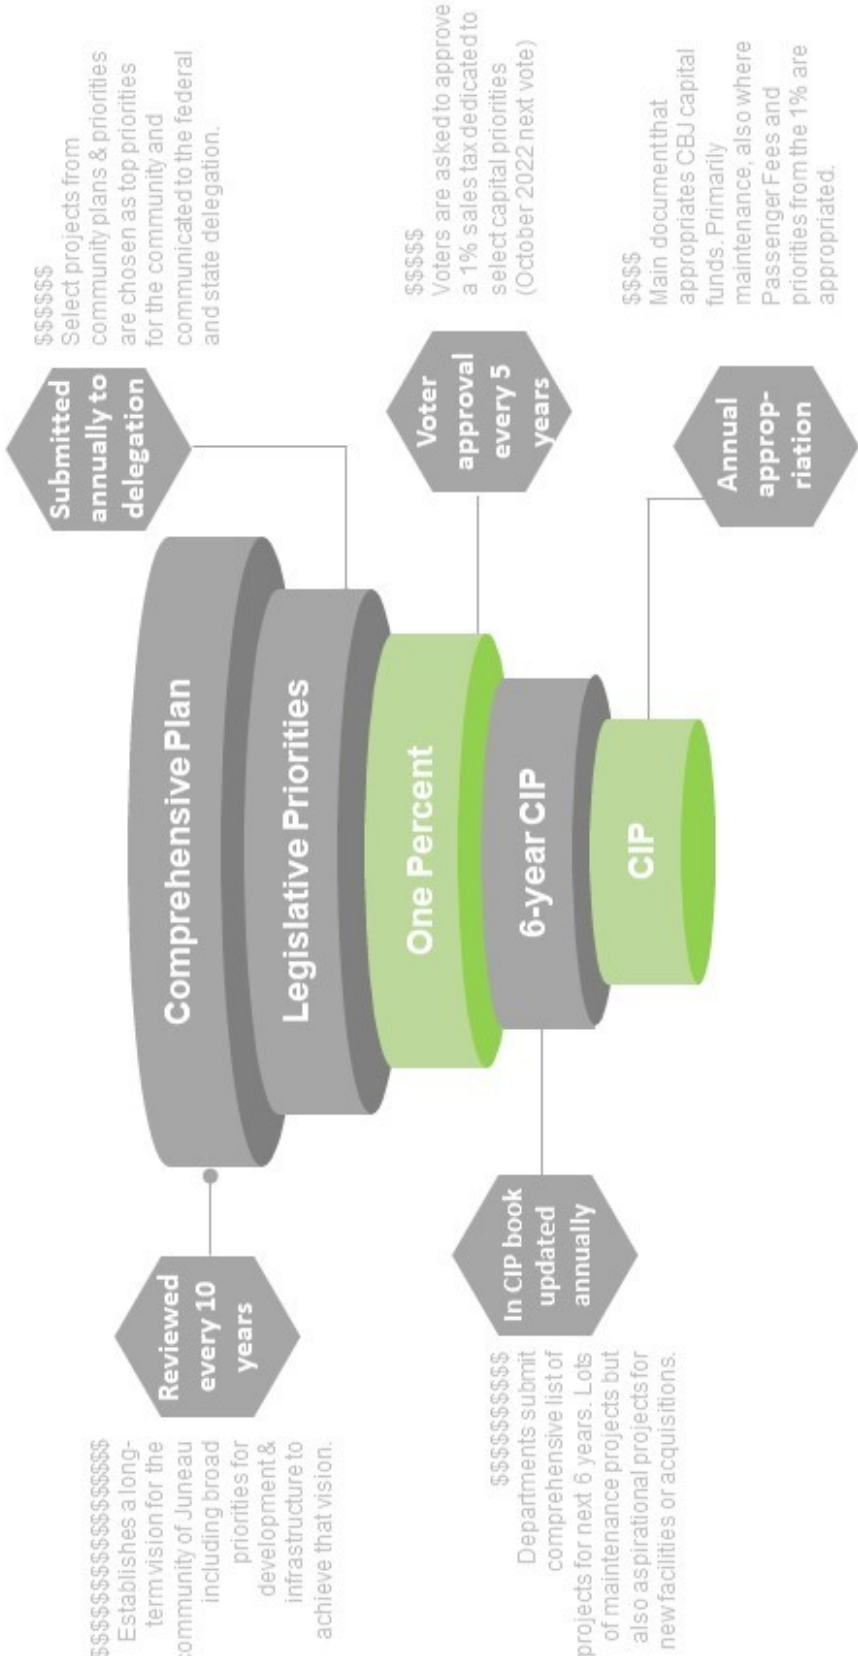 $$$$$$$$$$$$$$$$$$$
Establishes a long-
term vision for the
community of Juneau
including broad
priorities for
development &
infrastructure to
achieve that vision.
Reviewed
every 10
years
Comprehensive Plan
Submitted
annually to
delegation
$$$$$$
Select projects from
community plans & priorities
are chosen as top priorities
for the community and
communicated to the federal
and state delegation.
Legislative Priorities
One Percent
Voter
approval
every 5
years
$$$$$
Voters are asked to approve
a 1% sales tax dedicated to
select capital priorities
(October 2022 next vote)
$$$$$$$$$$$$
Departments submit
comprehensive list of
projects for next 6 years. Lots
of maintenance projects but
also aspirational projects for
new facilities or acquisitions.
In CIP book
updated
annually
6-year CIP
CIP
Annual
approp-
riation
$$$$
Main document that
appropriates CBJ capital
funds. Primarily
maintenance, also where
Passenger Fees and
priorities from the 1% are
appropriated.